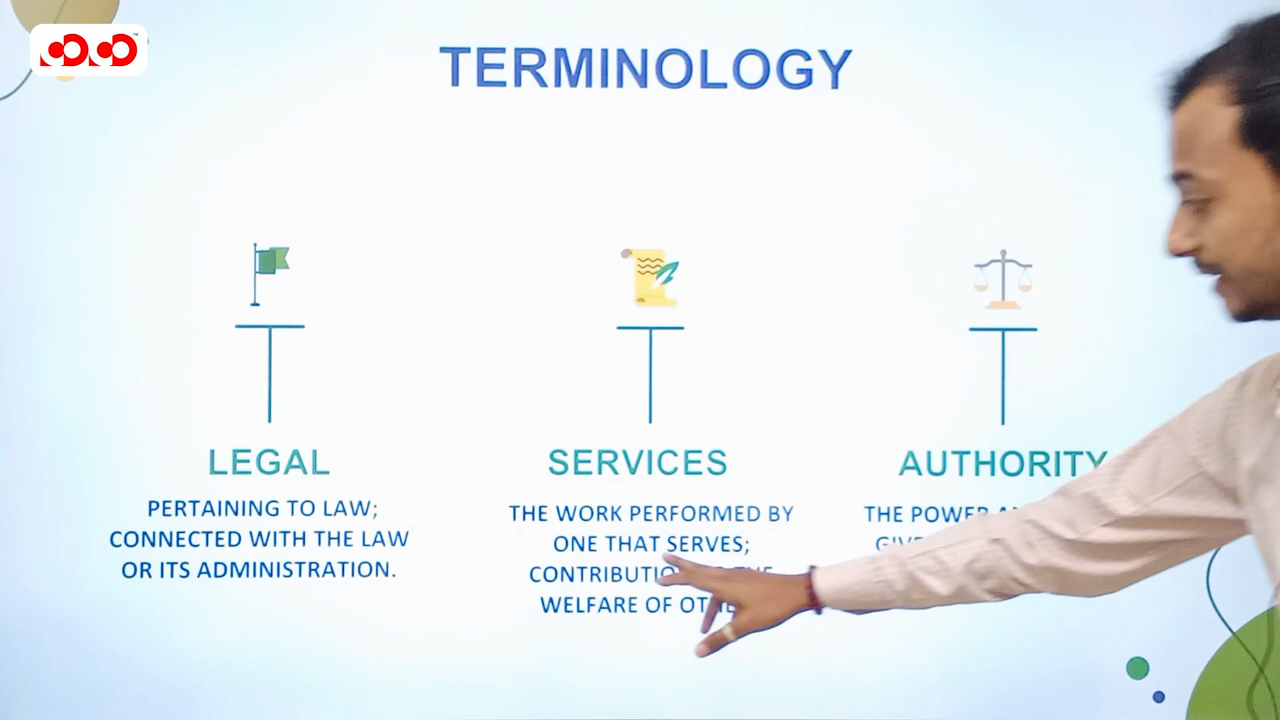 TERMINOLOGY
LEGAL
PERTAINING TO LAW;
CONNECTED WITH THE LAW
OR ITS ADMINISTRATION.
SERVICES
THE WORK PERFORMED BY
ONE THAT SERVES;
WELFARE OF
AUTHORITY
THE POWER